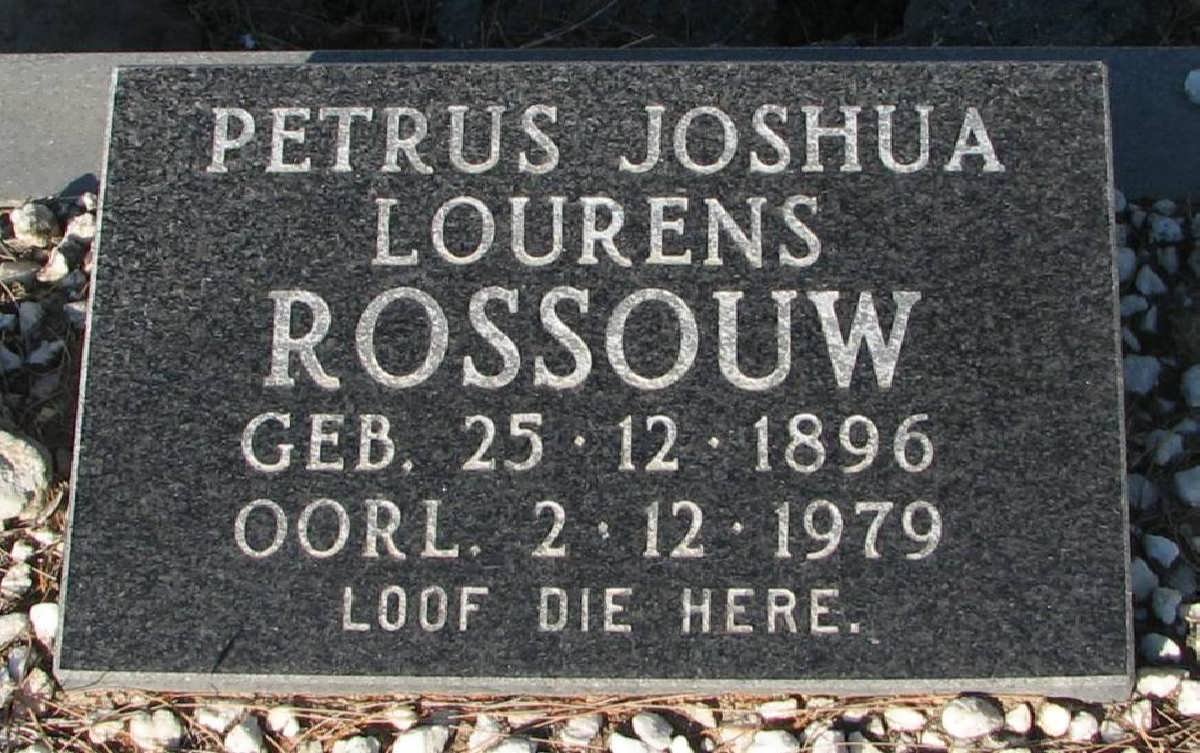 PETRUS JOSHUA
LOURENS
ROSSOUW
GEB. 25·12·1896
OORL. 2·12·1979
LOOF DIE HERE.